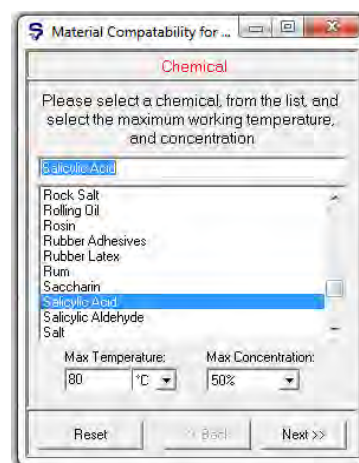 Material Compatability for ...
Chemical
Please select a chemical, from the list, and
select the maximum working temperature,
and concentration
Salicylic Acid
Rock Salt
Rolling Oil
Rosin
Rubber Adhesives
Rubber Latex
Rum
Saccharin
Salicylic Acid
Salicylic Aldehyde
Salt
Max Temperature: Max Concentration:
80 °C 50%
Reset << Back Next >>